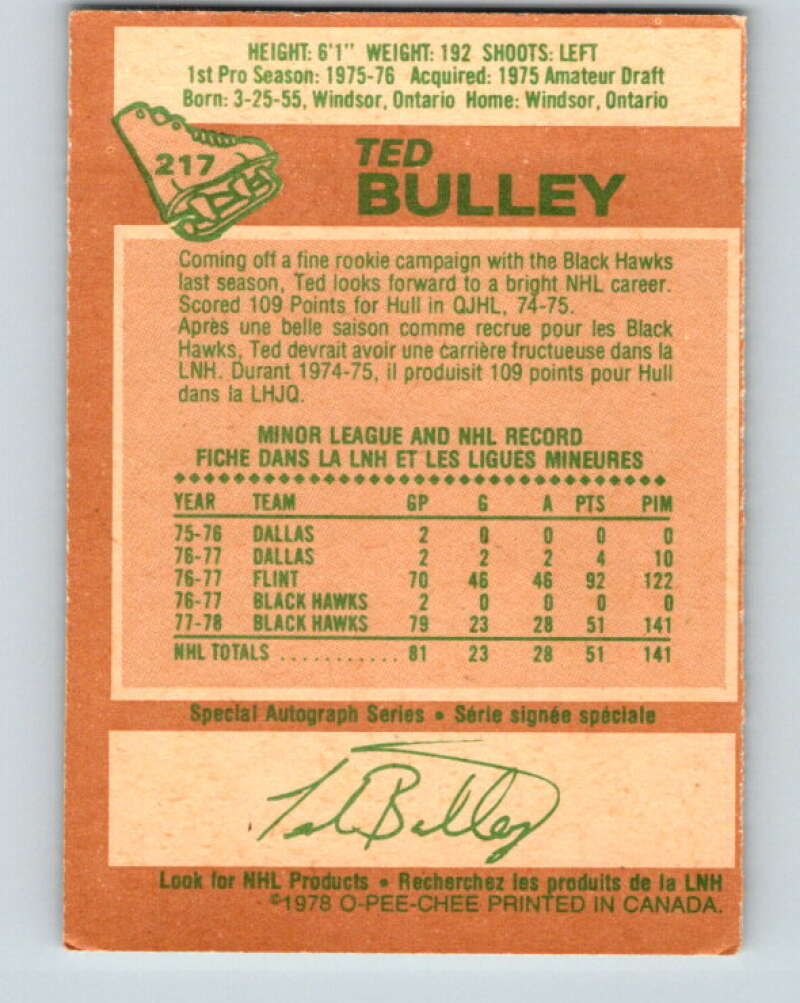 HEIGHT: 6'1" WEIGHT: 192 SHOOTS: LEFT
1st Pro Season: 1975-76 Acquired: 1975 Amateur Draft
Born: 3-25-55, Windsor, Ontario Home: Windsor, Ontario
217
TED
BULLEY
Coming off a fine rookie campaign with the Black Hawks
last season, Ted looks forward to a bright NHL career.
Scored 109 Points for Hull in QJHL, 74-75.
Après une belle saison comme recrue pour les Black
Hawks, Ted devrait avoir une carrière fructueuse dans la
LNH. Durant 1974-75, il produisit 109 points pour Hull
dans la LHJQ.
MINOR LEAGUE AND NHL RECORD
FICHE DANS LA LNH ET LES LIGUES MINEURES
YEAR TEAM GP G A PTS PIM
75-76 DALLAS 2 0 0 0 0
76-77 DALLAS 2 2 2 4 10
76-77 FLINT 70 46 46 92 122
76-77 BLACK HAWKS 2 0 0 0 0
77-78 BLACK HAWKS 79 23 28 51 141
NHL TOTALS ........... 81 23 28 51 141
Special Autograph Series • Série signée spéciale
Ted Bulley
Look for NHL Products • Recherchez les produits de la LNH
©1978 O-PEE-CHEE PRINTED IN CANADA.